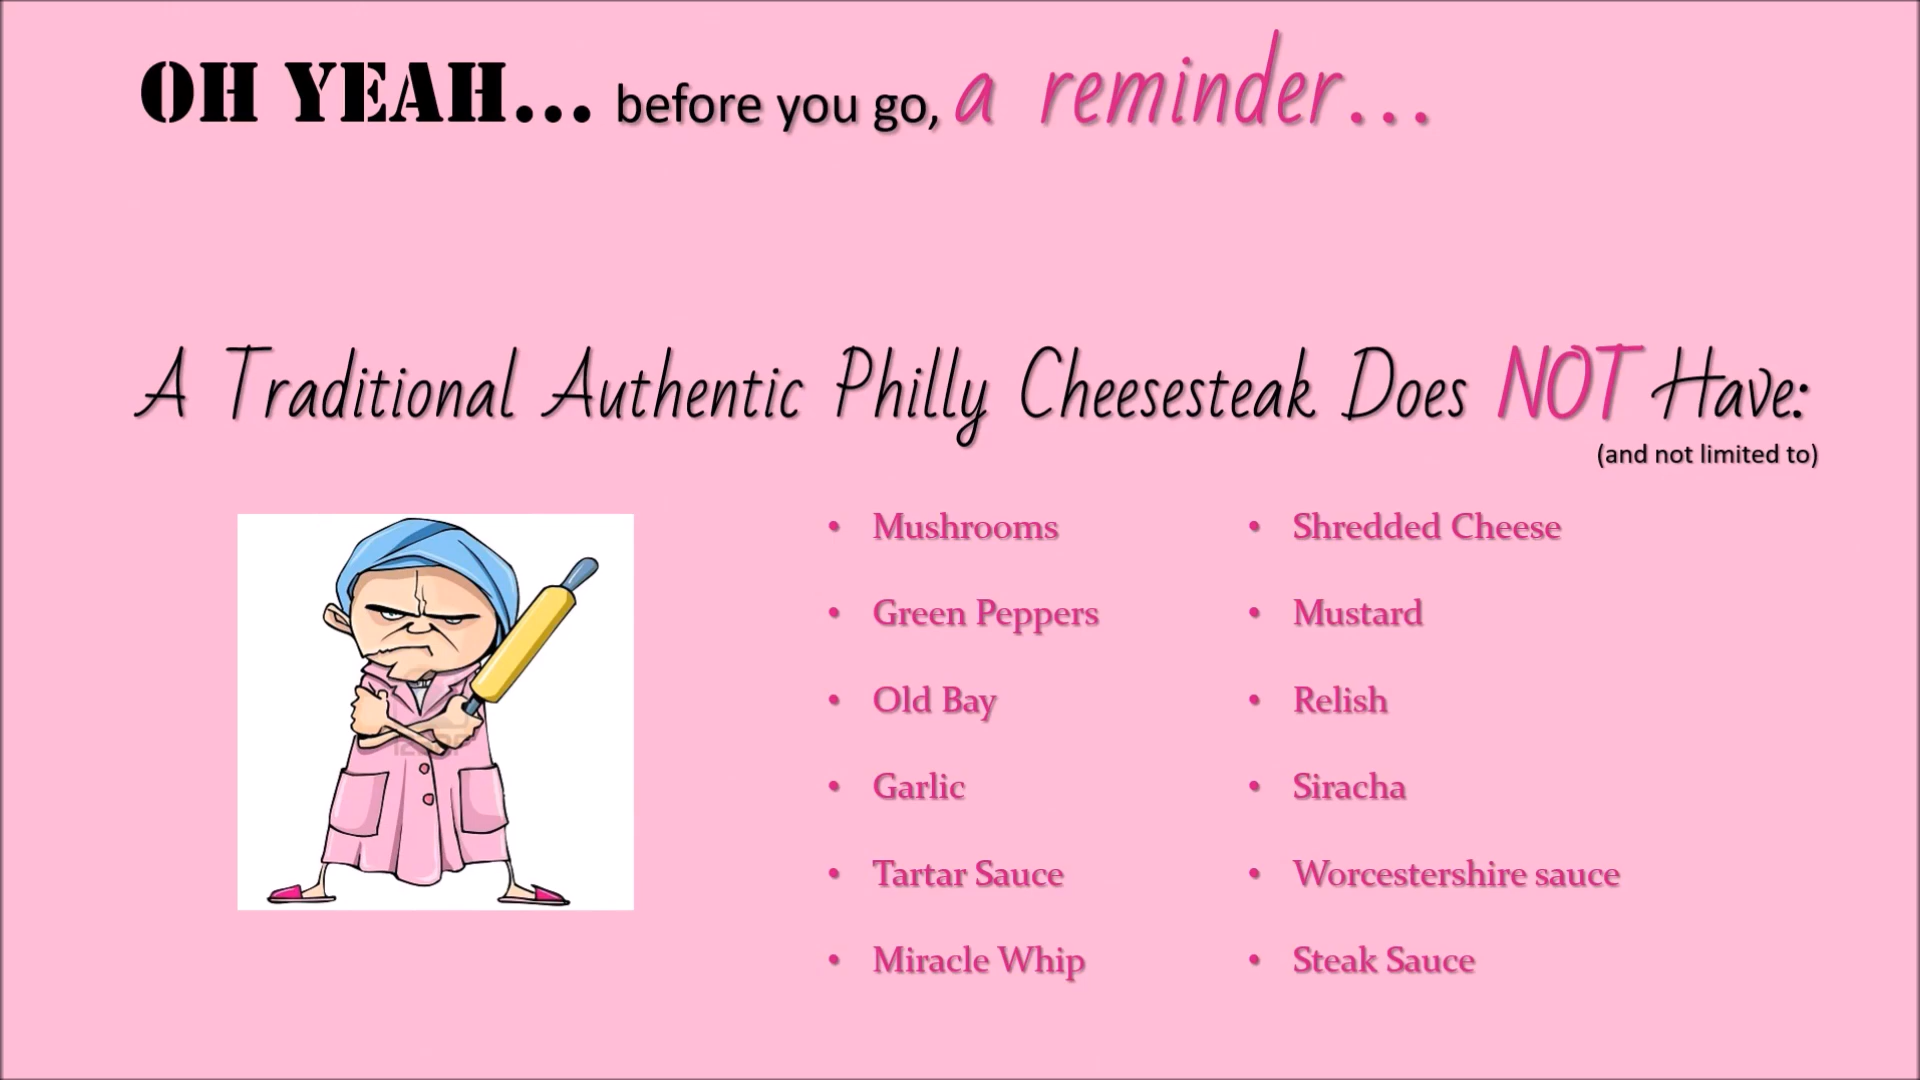 OH YEAH... before you go, a reminder...
A Traditional Authentic Philly Cheesesteak Does NOT Have:
(and not limited to)
• Mushrooms
• Green Peppers
• Old Bay
• Garlic
• Tartar Sauce
• Miracle Whip
• Shredded Cheese
• Mustard
• Relish
• Siracha
• Worcestershire sauce
• Steak Sauce